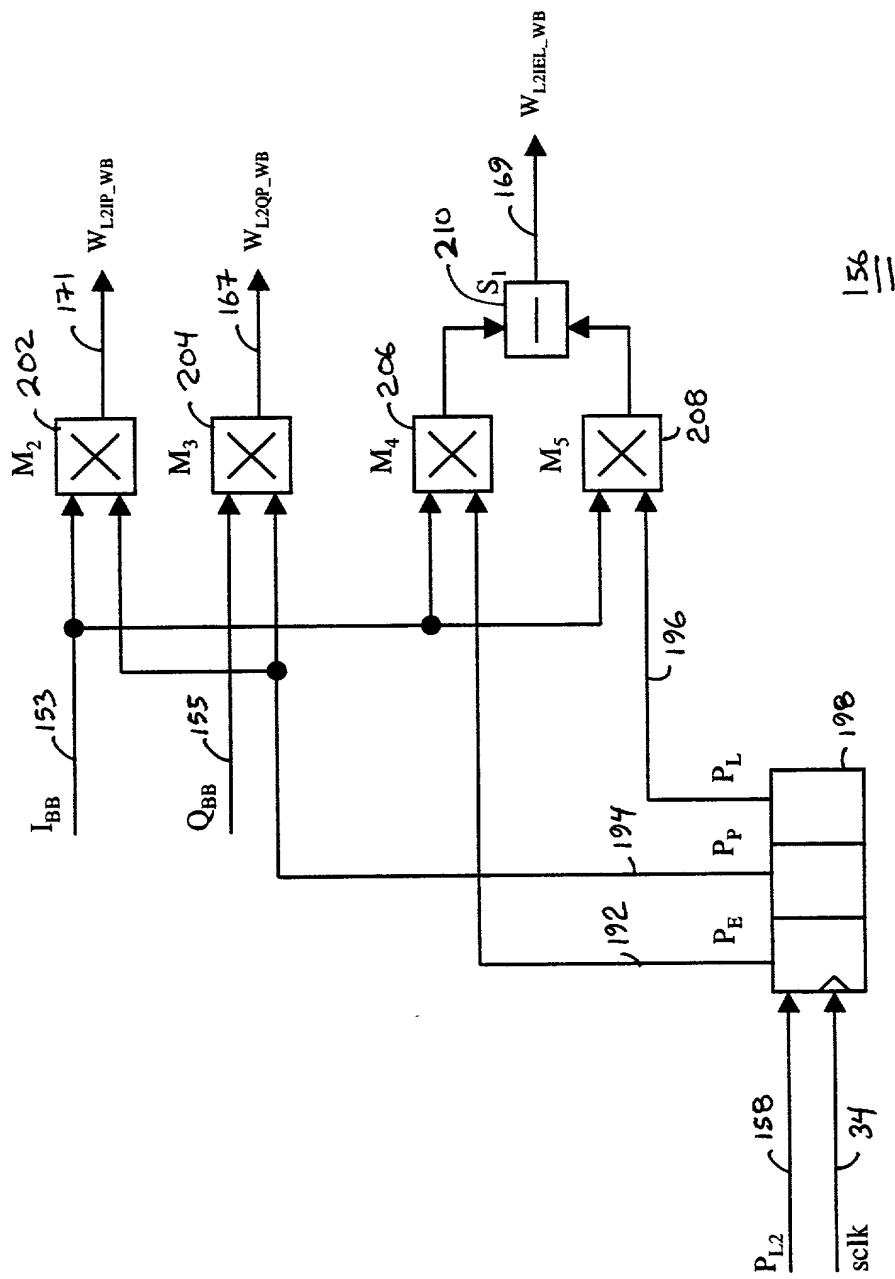 I_BB
153
M_2
202
171
W_L2IP_WB
Q_BB
155
M_3
204
167
W_L2QP_WB
M_4
206
M_5
208
210
S_1
169
W_L2IEL_WB
P_L2
158
sclk
34
P_E
192
P_P
194
P_L
196
198
156